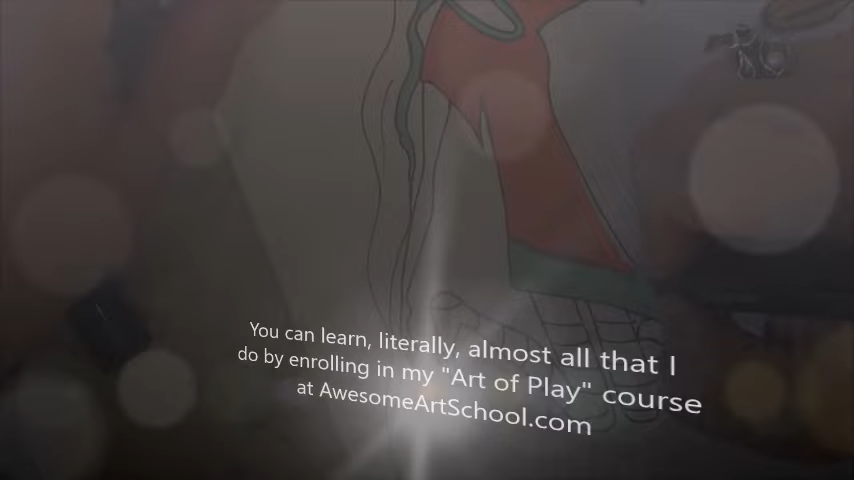 You can learn, literally, almost all that I
do by enrolling in my "Art of Play" course
at AwesomeArtSchool.com